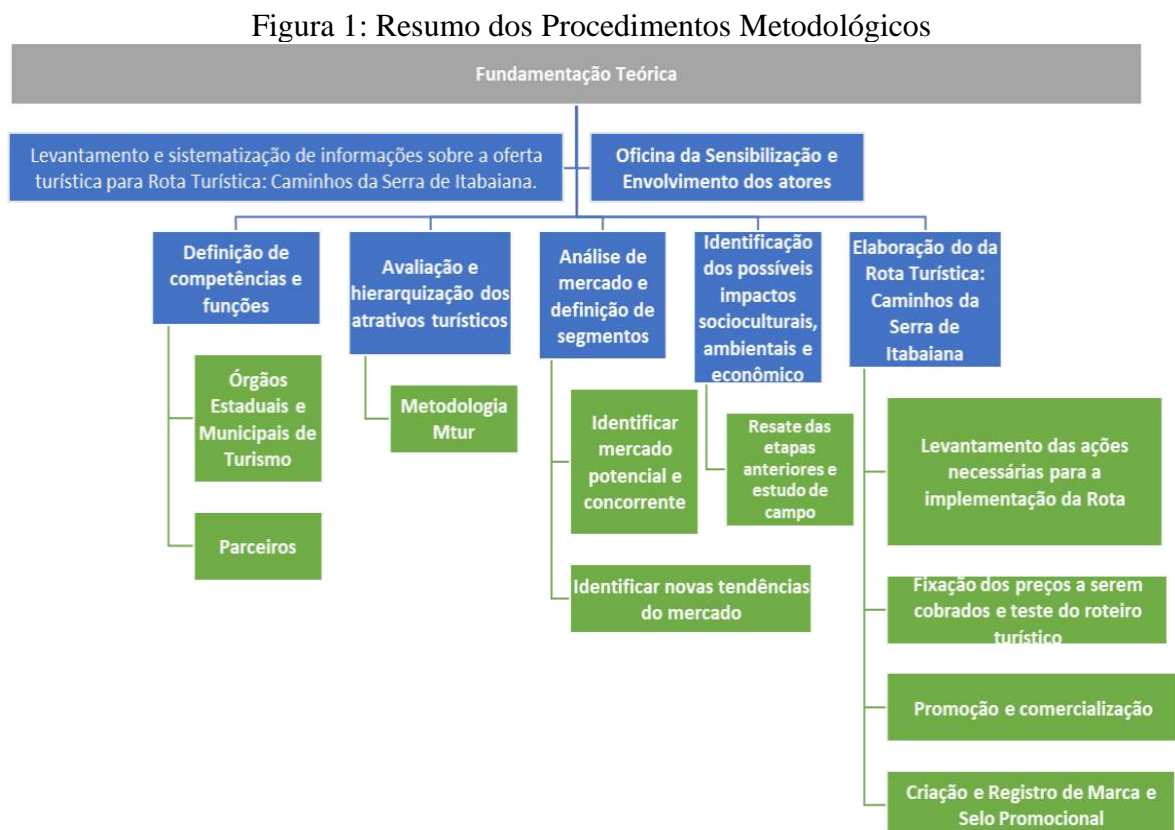 Figura 1: Resumo dos Procedimentos Metodológicos
Fundamentação Teórica
Levantamento e sistematização de informações sobre a oferta
turística para Rota Turística: Caminhos da Serra de Itabaiana.
Oficina da Sensibilização e
Envolvimento dos atores
Definição de
competências e
funções
Órgãos
Estaduais e
Municipais de
Turismo
Parceiros
Avaliação e
hierarquização dos
atrativos turísticos
Metodologia
Mtur
Análise de
mercado e
definição de
segmentos
Identificar
mercado
potencial e
concorrente
Identificar novas tendências
do mercado
Identificação
dos possíveis
impactos
socioculturais,
ambientais e
econômico
Resate das
etapas
anteriores e
estudo de
campo
Elaboração do da
Rota Turística:
Caminhos da
Serra de
Itabaiana
Levantamento das ações
necessárias para a
implementação da Rota
Fixação dos preços a serem
cobrados e teste do roteiro
turístico
Promoção e comercialização
Criação e Registro de Marca e
Selo Promocional